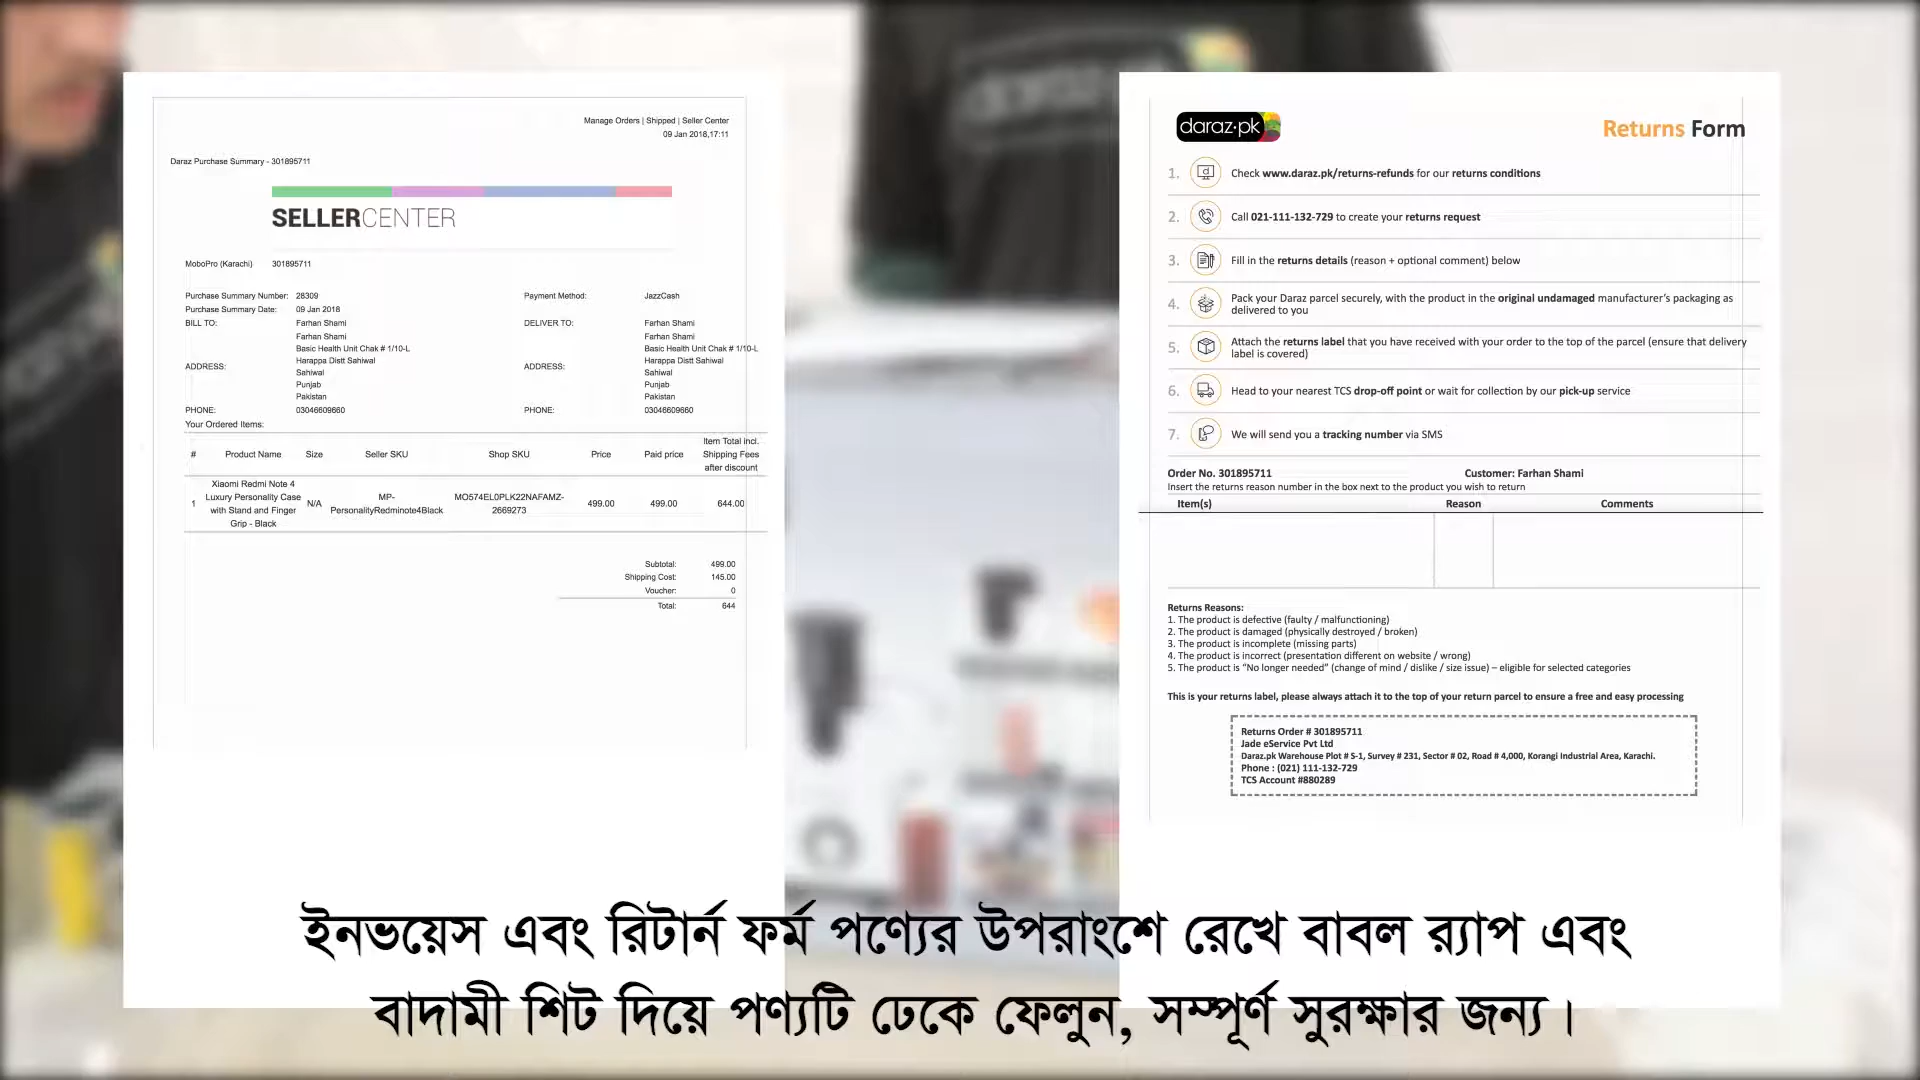 Manage Orders | Shipped | Seller Center
09 Jan 2018,17:11
Daraz Purchase Summary - 301895711
SELLERCENTER
MoboPro (Karachi) 301895711
Purchase Summary Number: 28309 Payment Method: JazzCash
Purchase Summary Date: 09 Jan 2018
BILL TO: Farhan Shami DELIVER TO: Farhan Shami
Farhan Shami Farhan Shami
Basic Health Unit Chak # 1/10-L Basic Health Unit Chak # 1/10-L
ADDRESS: Harappa Distt Sahiwal ADDRESS: Harappa Distt Sahiwal
Sahiwal Sahiwal
Punjab Punjab
Pakistan Pakistan
PHONE: 03046609660 PHONE: 03046609660
Your Ordered Items:
# Product Name Size Seller SKU Shop SKU Price Paid price Item Total incl. Shipping Fees after discount
1 Xiaomi Redmi Note 4 Luxury Personality Case with Stand and Finger Grip - Black N/A MP-PersonalityRedminote4Black MO574EL0PLK22NAFAMZ-2669273 499.00 499.00 644.00
Subtotal: 499.00
Shipping Cost: 145.00
Voucher: 0
Total: 644
daraz.pk Returns Form
1. Check www.daraz.pk/returns-refunds for our returns conditions
2. Call 021-111-132-729 to create your returns request
3. Fill in the returns details (reason + optional comment) below
4. Pack your Daraz parcel securely, with the product in the original undamaged manufacturer's packaging as
delivered to you
5. Attach the returns label that you have received with your order to the top of the parcel (ensure that delivery
label is covered)
6. Head to your nearest TCS drop-off point or wait for collection by our pick-up service
7. We will send you a tracking number via SMS
Order No. 301895711 Customer: Farhan Shami
Insert the returns reason number in the box next to the product you wish to return
Item(s) Reason Comments
Returns Reasons:
1. The product is defective (faulty / malfunctioning)
2. The product is damaged (physically destroyed / broken)
3. The product is incomplete (missing parts)
4. The product is incorrect (presentation different on website / wrong)
5. The product is “No longer needed” (change of mind / dislike / size issue) – eligible for selected categories
This is your returns label, please always attach it to the top of your return parcel to ensure a free and easy processing
Returns Order # 301895711
Jade eService Pvt Ltd
Daraz.pk Warehouse Plot # S-1, Survey # 231, Sector # 02, Road # 4,000, Korangi Industrial Area, Karachi.
Phone : (021) 111-132-729
TCS Account #880289
ইনভয়েস এবং রিটার্ন ফর্ম পণ্যের উপরাংশে রেখে বাবল র‍্যাপ এবং
বাদামী শিট দিয়ে পণ্যটি ঢেকে ফেলুন, সম্পূর্ণ সুরক্ষার জন্য।